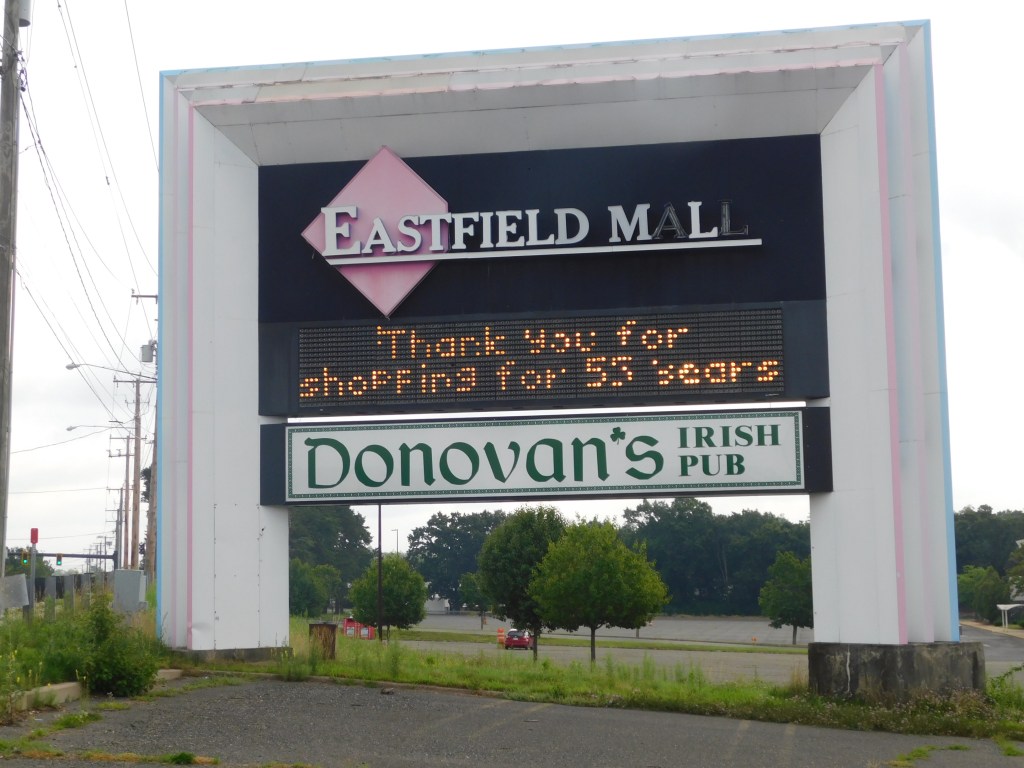 EASTFIELD MALL
Thank you for
shopping for 55 years
DONOVAN'S IRISH
PUB